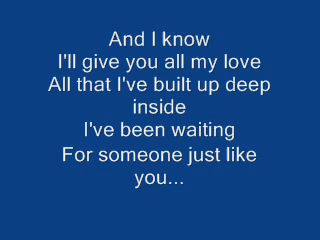 And I know
I'll give you all my love
All that I've built up deep
inside
I've been waiting
For someone just like
you...